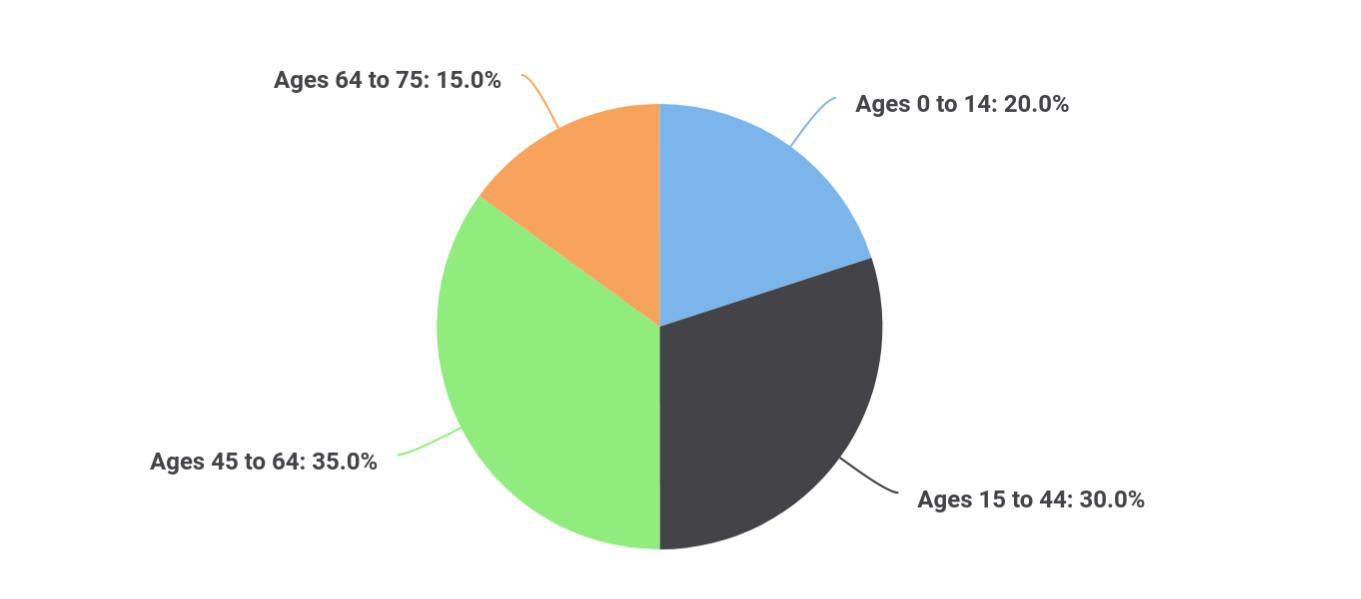 Ages 64 to 75: 15.0%
Ages 0 to 14: 20.0%
Ages 45 to 64: 35.0%
Ages 15 to 44: 30.0%